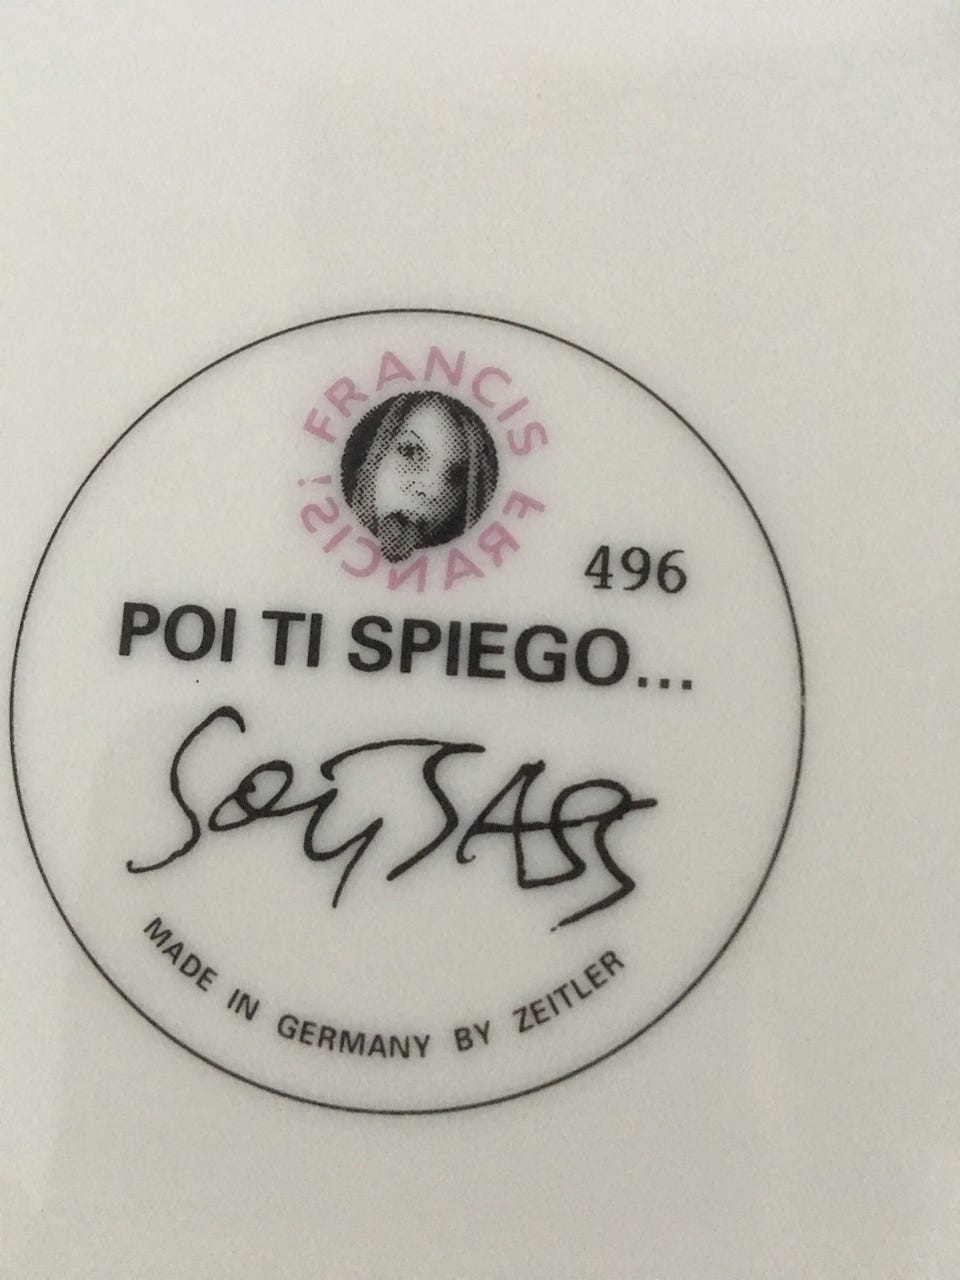 FRANCIS FRANCIS!
496
POI TI SPIEGO...
SottSASS
MADE IN GERMANY BY ZEITLER